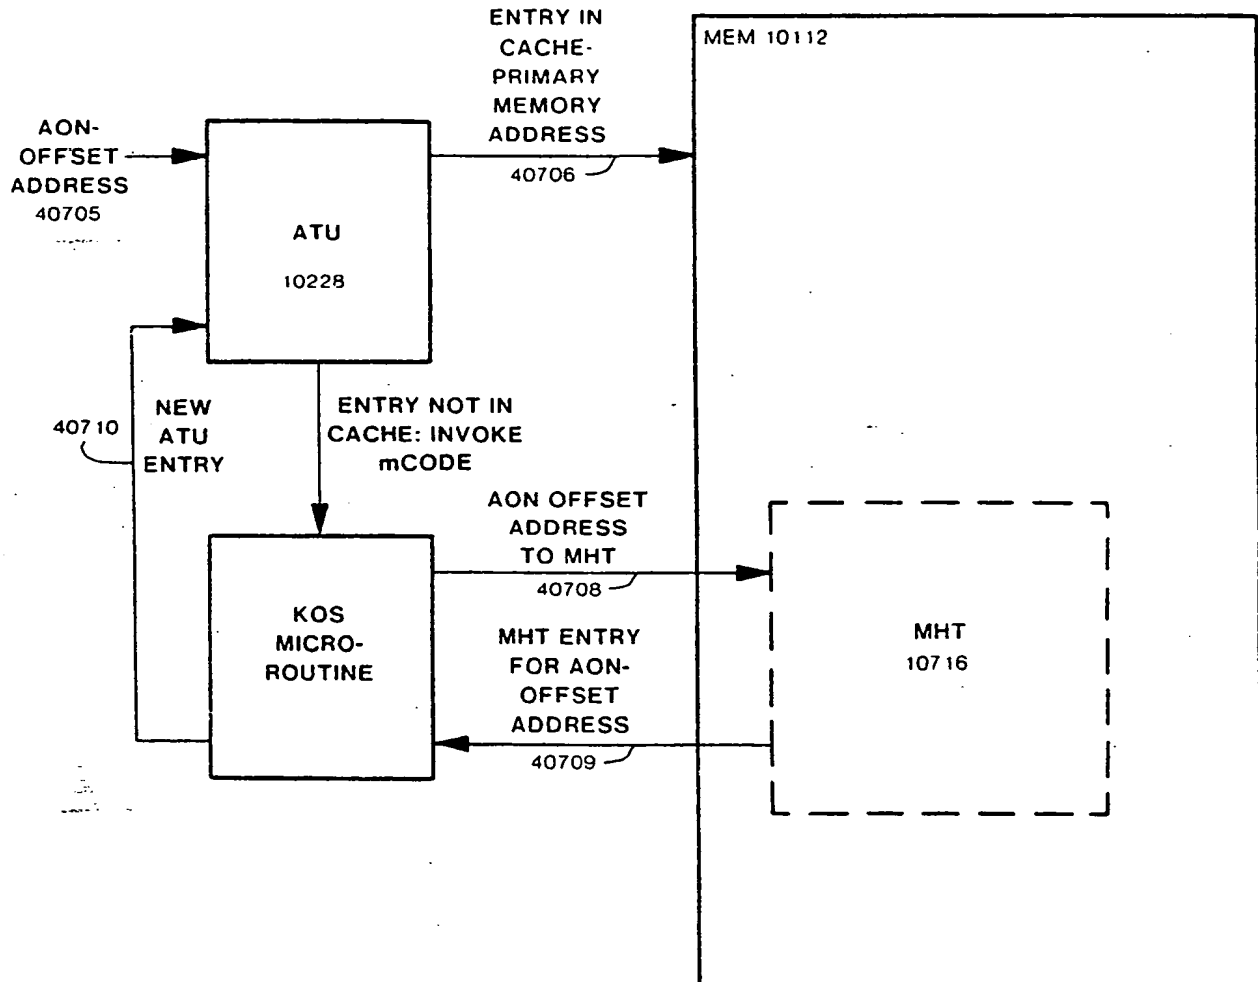 ENTRY IN
CACHE-
PRIMARY
MEMORY
ADDRESS
40706
MEM 10112
AON-
OFFSET
ADDRESS
40705
ATU
10228
40710
NEW
ATU
ENTRY
ENTRY NOT IN
CACHE: INVOKE
mCODE
AON OFFSET
ADDRESS
TO MHT
40708
KOS
MICRO-
ROUTINE
MHT ENTRY
FOR AON-
OFFSET
ADDRESS
40709
MHT
10716